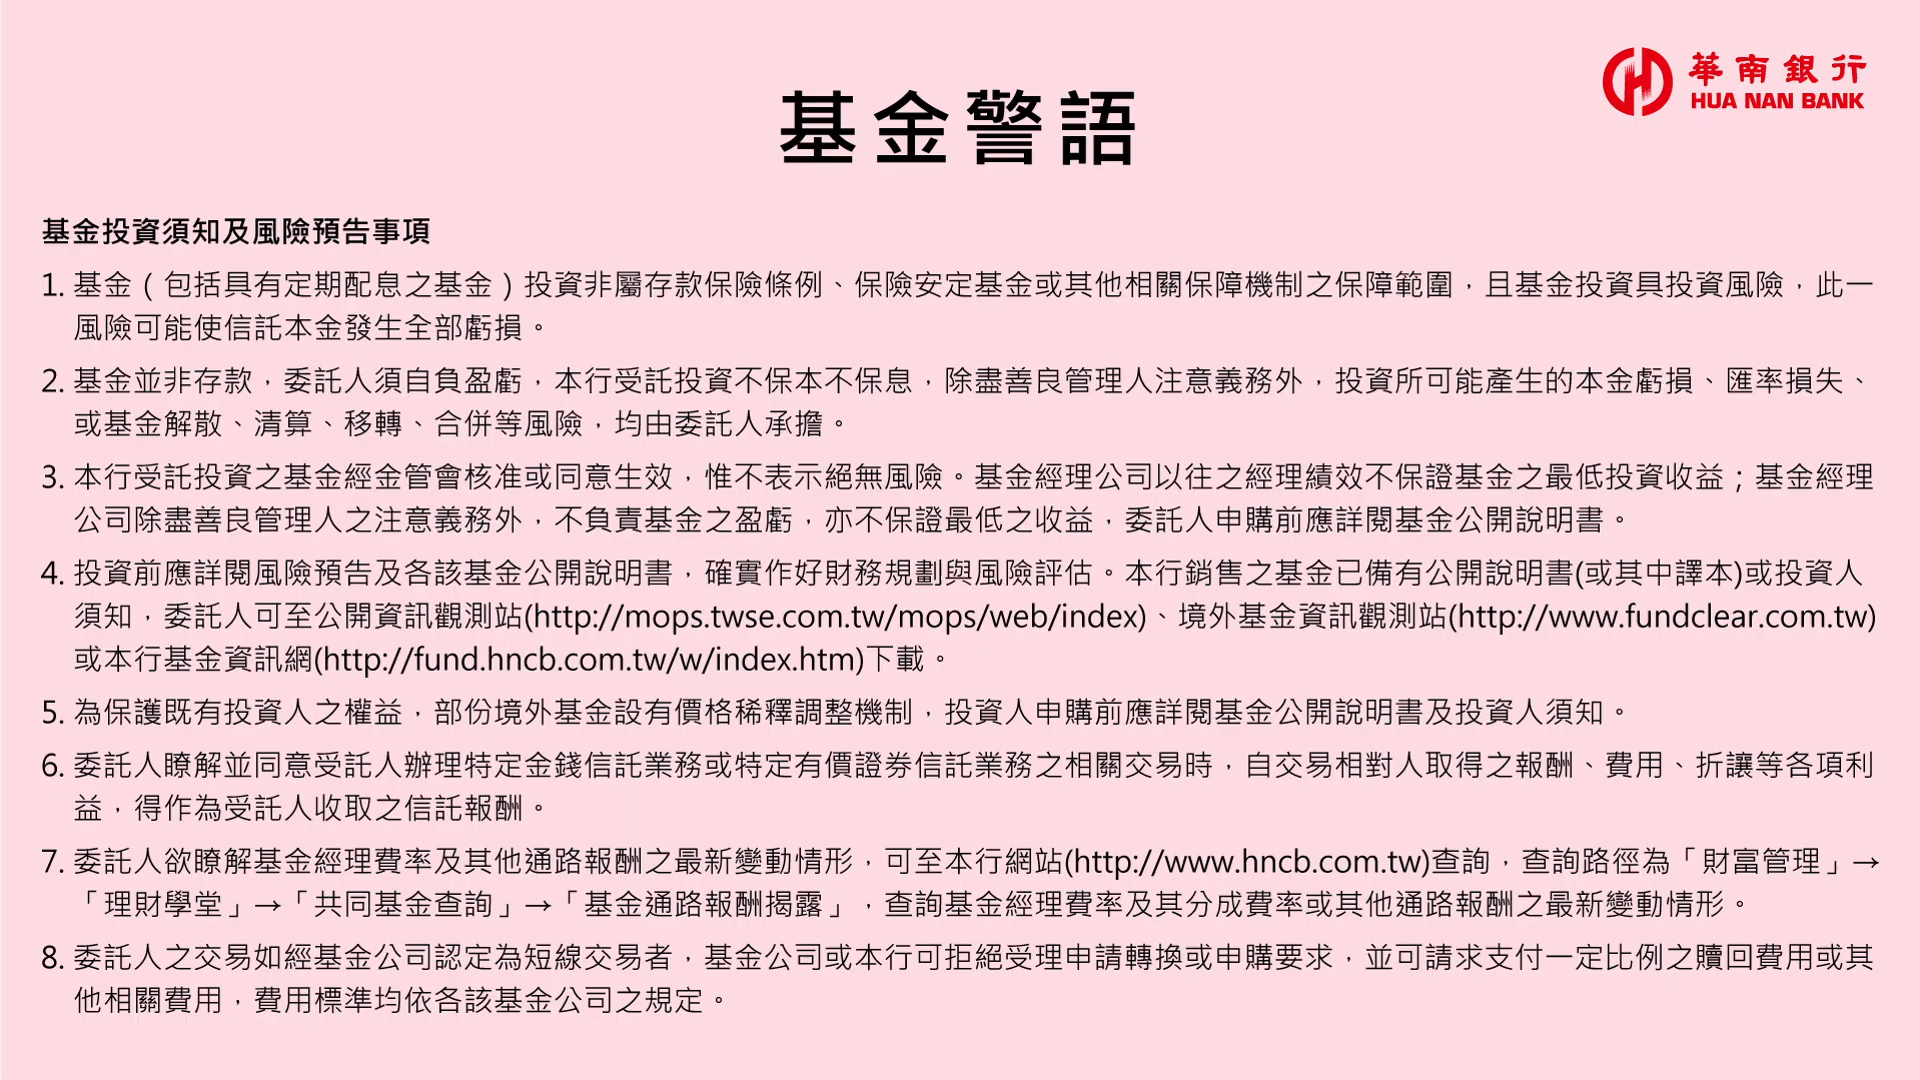 華南銀行
HUA NAN BANK
基金警語
基金投資須知及風險預告事項
1. 基金（包括具有定期配息之基金）投資非屬存款保險條例、保險安定基金或其他相關保障機制之保障範圍，且基金投資具投資風險，此一
風險可能使信託本金發生全部虧損。
2. 基金並非存款，委託人須自負盈虧，本行受託投資不保本不保息，除盡善良管理人注意義務外，投資所可能產生的本金虧損、匯率損失、
或基金解散、清算、移轉、合併等風險，均由委託人承擔。
3. 本行受託投資之基金經金管會核准或同意生效，惟不表示絕無風險。基金經理公司以往之經理績效不保證基金之最低投資收益；基金經理
公司除盡善良管理人之注意義務外，不負責基金之盈虧，亦不保證最低之收益，委託人申購前應詳閱基金公開說明書。
4. 投資前應詳閱風險預告及各該基金公開說明書，確實作好財務規劃與風險評估。本行銷售之基金已備有公開說明書(或其中譯本)或投資人
須知，委託人可至公開資訊觀測站(http://mops.twse.com.tw/mops/web/index)、境外基金資訊觀測站(http://www.fundclear.com.tw)
或本行基金資訊網(http://fund.hncb.com.tw/w/index.htm)下載。
5. 為保護既有投資人之權益，部份境外基金設有價格稀釋調整機制，投資人申購前應詳閱基金公開說明書及投資人須知。
6. 委託人瞭解並同意受託人辦理特定金錢信託業務或特定有價證券信託業務之相關交易時，自交易相對人取得之報酬、費用、折讓等各項利
益，得作為受託人收取之信託報酬。
7. 委託人欲瞭解基金經理費率及其他通路報酬之最新變動情形，可至本行網站(http://www.hncb.com.tw)查詢，查詢路徑為「財富管理」→
「理財學堂」→「共同基金查詢」→「基金通路報酬揭露」，查詢基金經理費率及其分成費率或其他通路報酬之最新變動情形。
8. 委託人之交易如經基金公司認定為短線交易者，基金公司或本行可拒絕受理申請轉換或申購要求，並可請求支付一定比例之贖回費用或其
他相關費用，費用標準均依各該基金公司之規定。